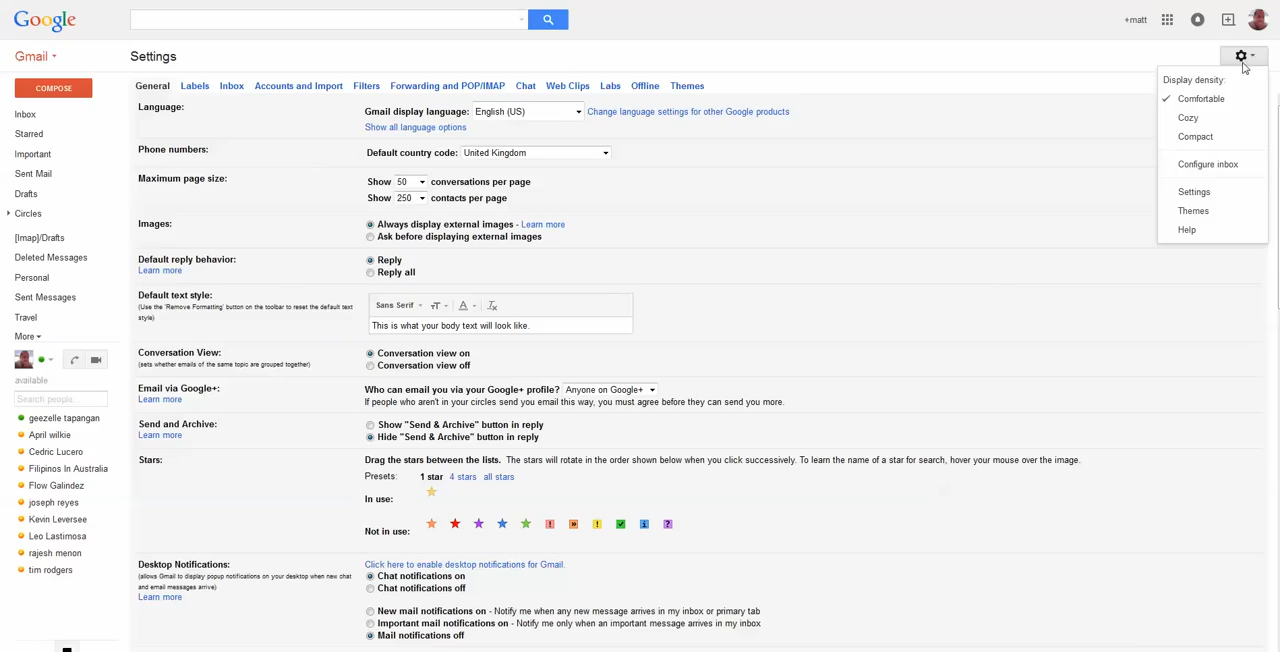 Google
+matt
Gmail
Settings
COMPOSE
Inbox
Starred
Important
Sent Mail
Drafts
Circles
[Imap]/Drafts
Deleted Messages
Personal
Sent Messages
Travel
More
available
Search people...
geezelle tapangan
April wilkie
Cedric Lucero
Filipinos In Australia
Flow Galindez
joseph reyes
Kevin Leversee
Leo Lastimosa
rajesh menon
tim rodgers
General Labels Inbox Accounts and Import Filters Forwarding and POP/IMAP Chat Web Clips Labs Offline Themes
Language:
Gmail display language: English (US) Change language settings for other Google products
Show all language options
Phone numbers:
Default country code: United Kingdom
Maximum page size:
Show 50 conversations per page
Show 250 contacts per page
Images:
Always display external images - Learn more
Ask before displaying external images
Default reply behavior:
Learn more
Reply
Reply all
Default text style:
(Use the 'Remove Formatting' button on the toolbar to reset the default text
style)
Sans Serif
This is what your body text will look like.
Conversation View:
(sets whether emails of the same topic are grouped together)
Conversation view on
Conversation view off
Email via Google+:
Learn more
Who can email you via your Google+ profile? Anyone on Google+
If people who aren't in your circles send you email this way, you must agree before they can send you more.
Send and Archive:
Learn more
Show "Send & Archive" button in reply
Hide "Send & Archive" button in reply
Stars:
Drag the stars between the lists. The stars will rotate in the order shown below when you click successively. To learn the name of a star for search, hover your mouse over the image.
Presets: 1 star 4 stars all stars
In use:
Not in use:
Desktop Notifications:
(allows Gmail to display popup notifications on your desktop when new chat
and email messages arrive)
Learn more
Click here to enable desktop notifications for Gmail.
Chat notifications on
Chat notifications off
New mail notifications on - Notify me when any new message arrives in my inbox or primary tab
Important mail notifications on - Notify me only when an important message arrives in my inbox
Mail notifications off
Display density:
Comfortable
Cozy
Compact
Configure inbox
Settings
Themes
Help